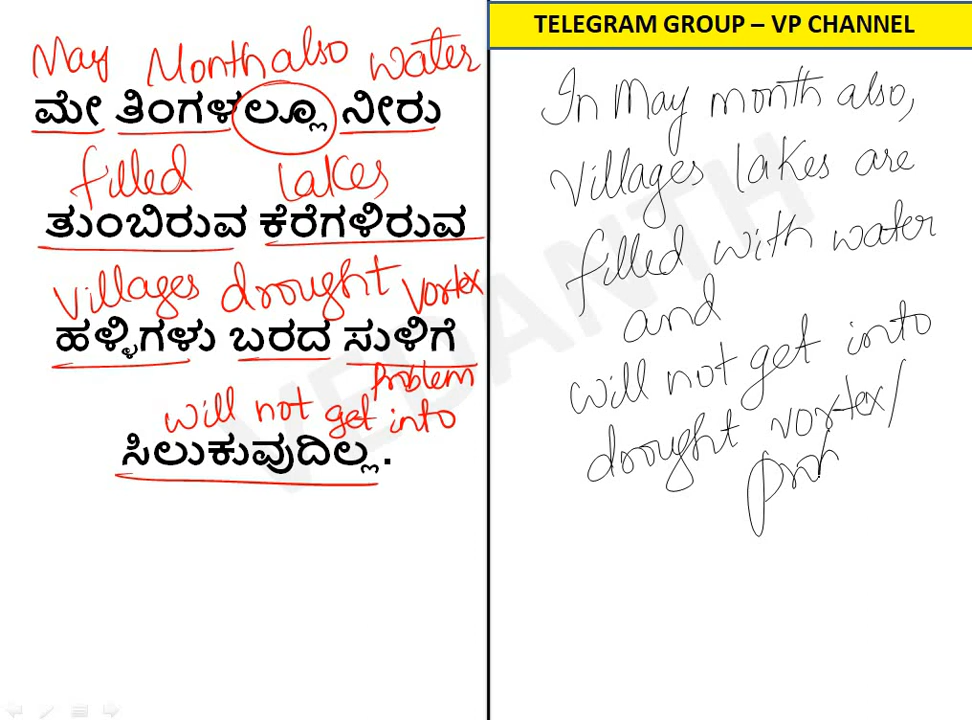 May Month also water
ಮೇ ತಿಂಗಳಲ್ಲೂ ನೀರು
filled lakes
ತುಂಬಿರುವ ಕೆರೆಗಳಿರುವ
villages drought vortex
ಹಳ್ಳಿಗಳು ಬರದ ಸುಳಿಗೆ
problem
will not get into
ಸಿಲುಕುವುದಿಲ್ಲ.
TELEGRAM GROUP – VP CHANNEL
In May month also,
villages lakes are
filled with water
and
will not get into
drought vortex/
prob
VEDANTH